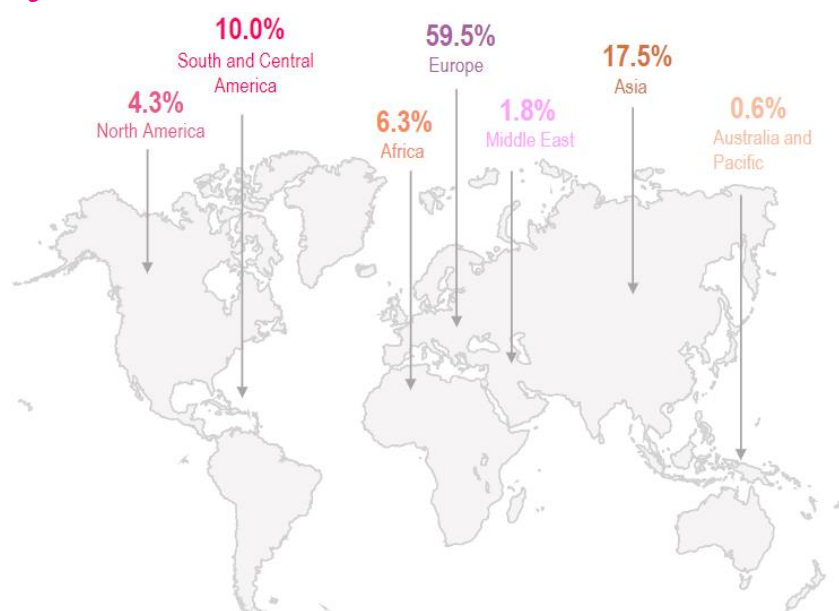 4.3%
North America
10.0%
South and Central
America
6.3%
Africa
59.5%
Europe
1.8%
Middle East
17.5%
Asia
0.6%
Australia and
Pacific